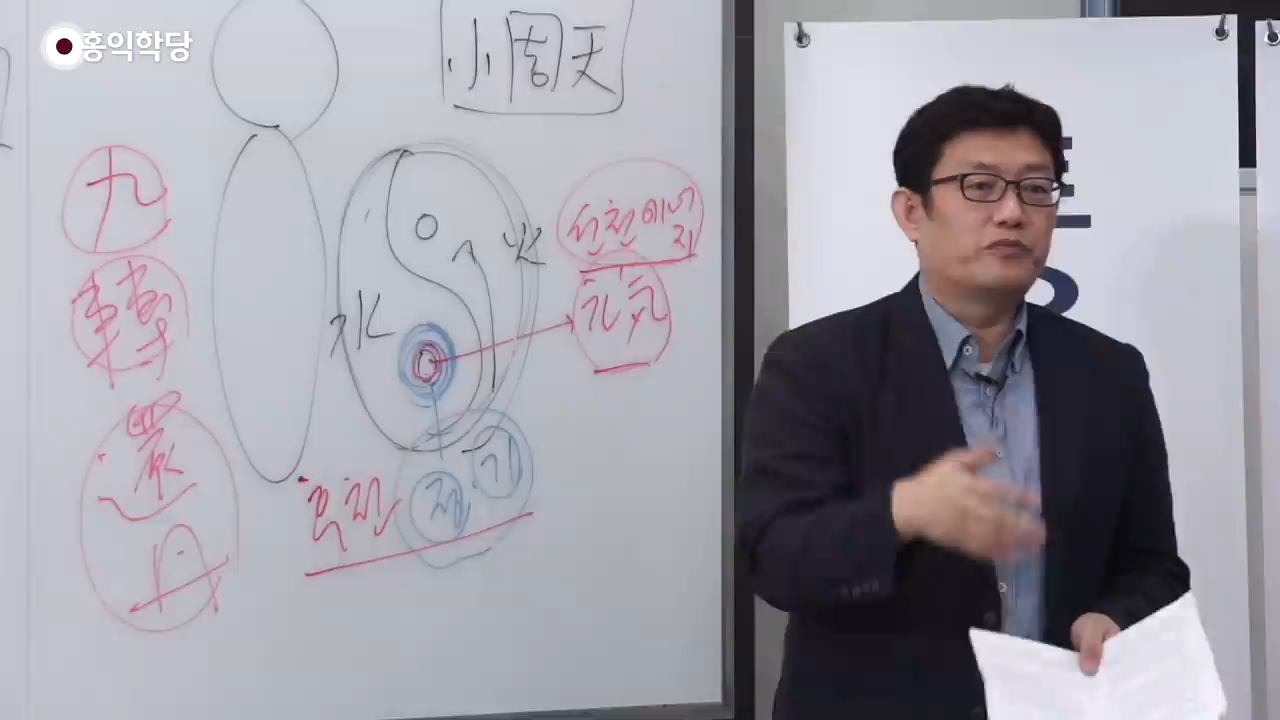 홍익학당
小周天
九
轉
還
丹
水
火
선천에너
지
元氣
후천
정
기